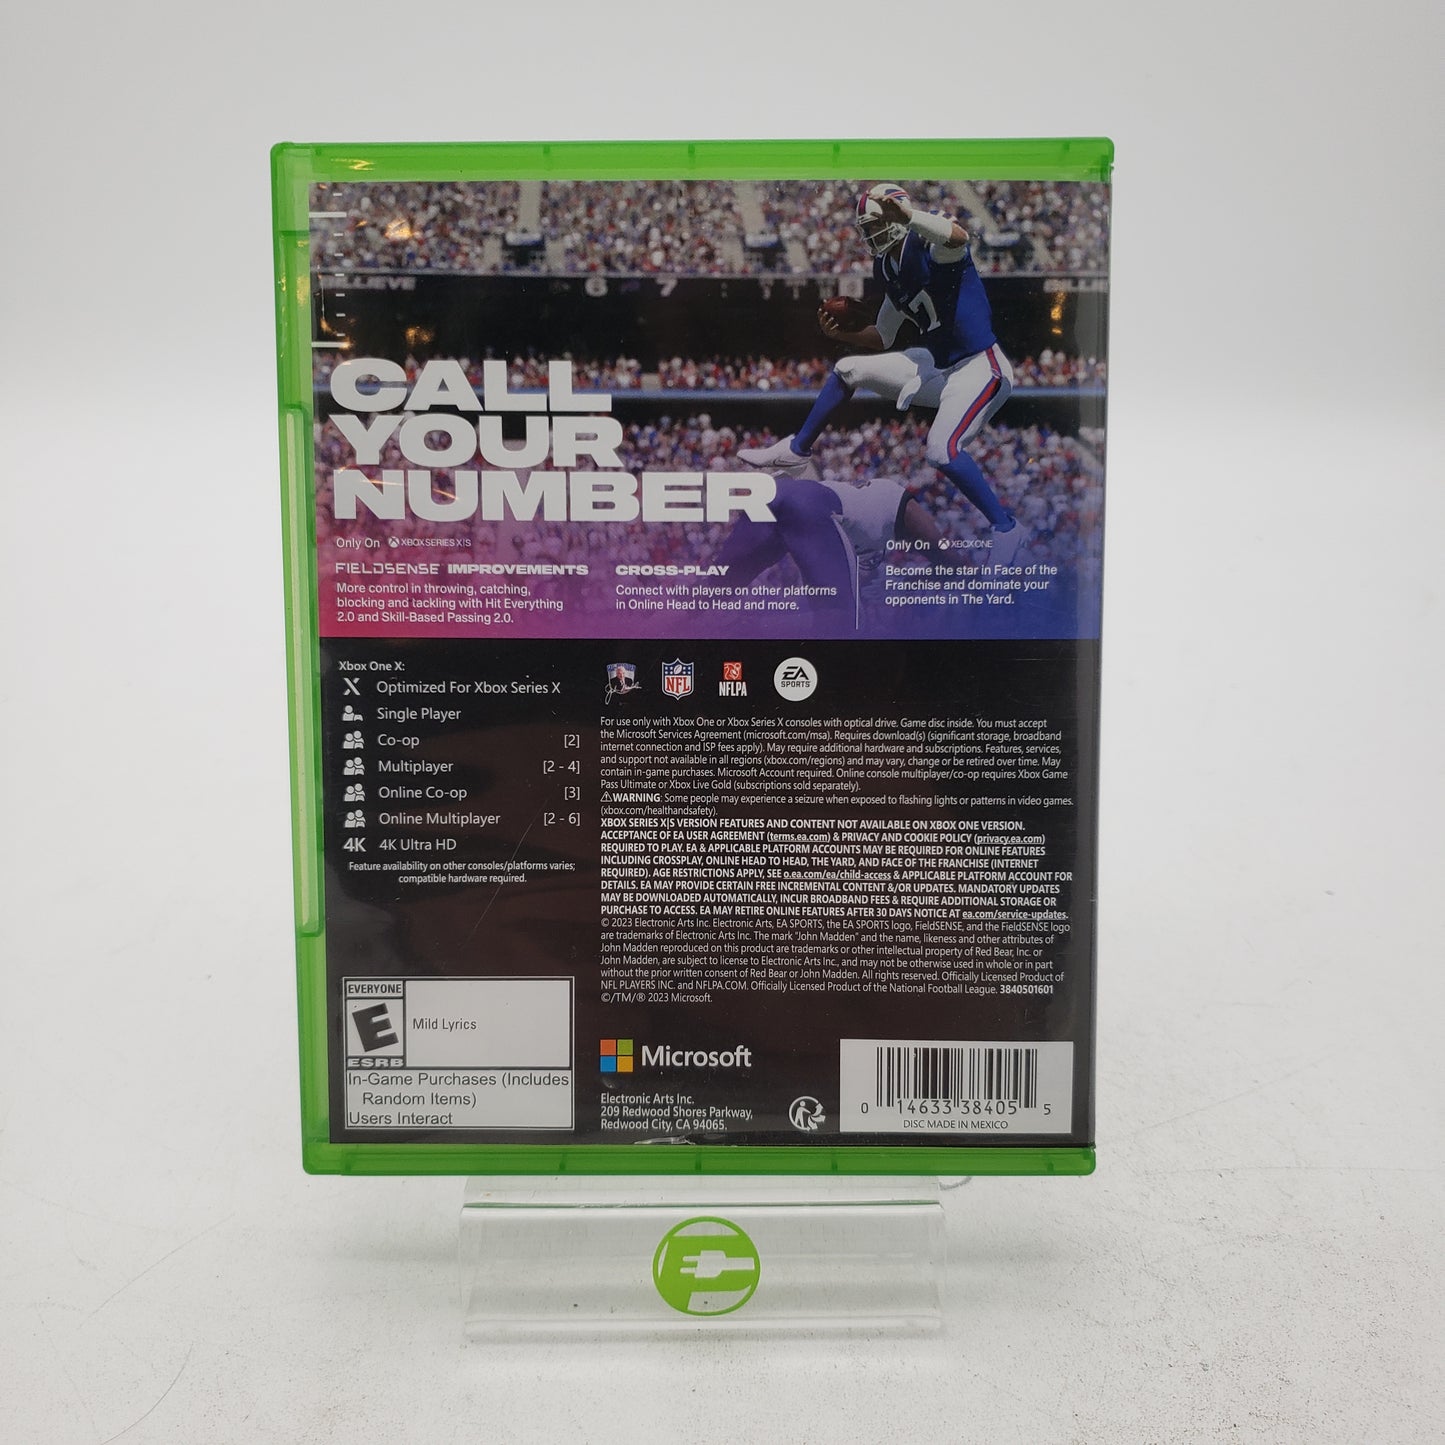 BILLIEVE
6
7
8
BILLIE
17
CALL
YOUR
NUMBER
Only On XBOX SERIES X|S
FIELDSENSE IMPROVEMENTS
More control in throwing, catching,
blocking and tackling with Hit Everything
2.0 and Skill-Based Passing 2.0.
CROSS-PLAY
Connect with players on other platforms
in Online Head to Head and more.
Only On XBOX ONE
Become the star in Face of the
Franchise and dominate your
opponents in The Yard.
Xbox One X:
X Optimized For Xbox Series X
Single Player
Co-op [2]
Multiplayer [2 - 4]
Online Co-op [3]
Online Multiplayer [2 - 6]
4K 4K Ultra HD
Feature availability on other consoles/platforms varies;
compatible hardware required.
NFL
NFLPA
EA
SPORTS
For use only with Xbox One or Xbox Series X consoles with optical drive. Game disc inside. You must accept
the Microsoft Services Agreement (microsoft.com/msa). Requires download(s) (significant storage, broadband
internet connection and ISP fees apply). May require additional hardware and subscriptions. Features, services,
and support not available in all regions (xbox.com/regions) and may vary, change or be retired over time. May
contain in-game purchases. Microsoft Account required. Online console multiplayer/co-op requires Xbox Game
Pass Ultimate or Xbox Live Gold (subscriptions sold separately).
⚠WARNING: Some people may experience a seizure when exposed to flashing lights or patterns in video games.
(xbox.com/healthandsafety).
XBOX SERIES X|S VERSION FEATURES AND CONTENT NOT AVAILABLE ON XBOX ONE VERSION.
ACCEPTANCE OF EA USER AGREEMENT (terms.ea.com) & PRIVACY AND COOKIE POLICY (privacy.ea.com)
REQUIRED TO PLAY. EA & APPLICABLE PLATFORM ACCOUNTS MAY BE REQUIRED FOR ONLINE FEATURES
INCLUDING CROSSPLAY, ONLINE HEAD TO HEAD, THE YARD, AND FACE OF THE FRANCHISE (INTERNET
REQUIRED). AGE RESTRICTIONS APPLY, SEE o.ea.com/ea/child-access & APPLICABLE PLATFORM ACCOUNT FOR
DETAILS. EA MAY PROVIDE CERTAIN FREE INCREMENTAL CONTENT &/OR UPDATES. MANDATORY UPDATES
MAY BE DOWNLOADED AUTOMATICALLY, INCUR BROADBAND FEES & REQUIRE ADDITIONAL STORAGE OR
PURCHASE TO ACCESS. EA MAY RETIRE ONLINE FEATURES AFTER 30 DAYS NOTICE AT ea.com/service-updates.
© 2023 Electronic Arts Inc. Electronic Arts, EA SPORTS, the EA SPORTS logo, FieldSENSE, and the FieldSENSE logo
are trademarks of Electronic Arts Inc. The mark "John Madden" and the name, likeness and other attributes of
John Madden reproduced on this product are trademarks or other intellectual property of Red Bear, Inc. or
John Madden, are subject to license to Electronic Arts Inc., and may not be otherwise used in whole or in part
without the prior written consent of Red Bear or John Madden. All rights reserved. Officially Licensed Product of
NFL PLAYERS INC. and NFLPA.COM. Officially Licensed Product of the National Football League. 3840501601
©/TM/® 2023 Microsoft.
EVERYONE
E
ESRB
Mild Lyrics
In-Game Purchases (Includes
Random Items)
Users Interact
Microsoft
Electronic Arts Inc.
209 Redwood Shores Parkway,
Redwood City, CA 94065.
0 14633 38405 5
DISC MADE IN MEXICO